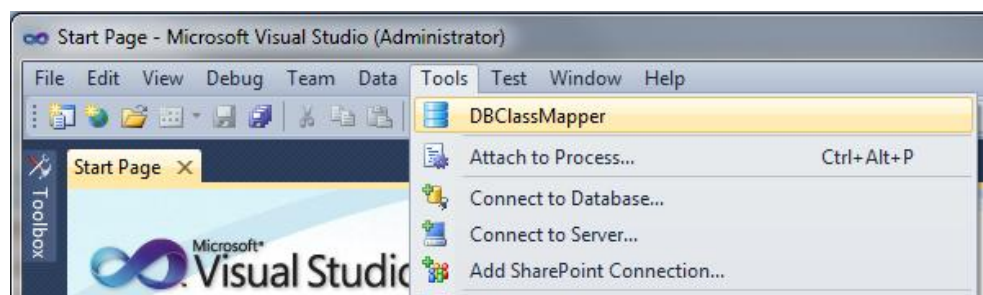 Start Page - Microsoft Visual Studio (Administrator)
File Edit View Debug Team Data Tools Test Window Help
DBClassMapper
Start Page X
Attach to Process... Ctrl+Alt+P
Toolbox
Connect to Database...
Connect to Server...
Microsoft®
Visual Studio
Add SharePoint Connection...